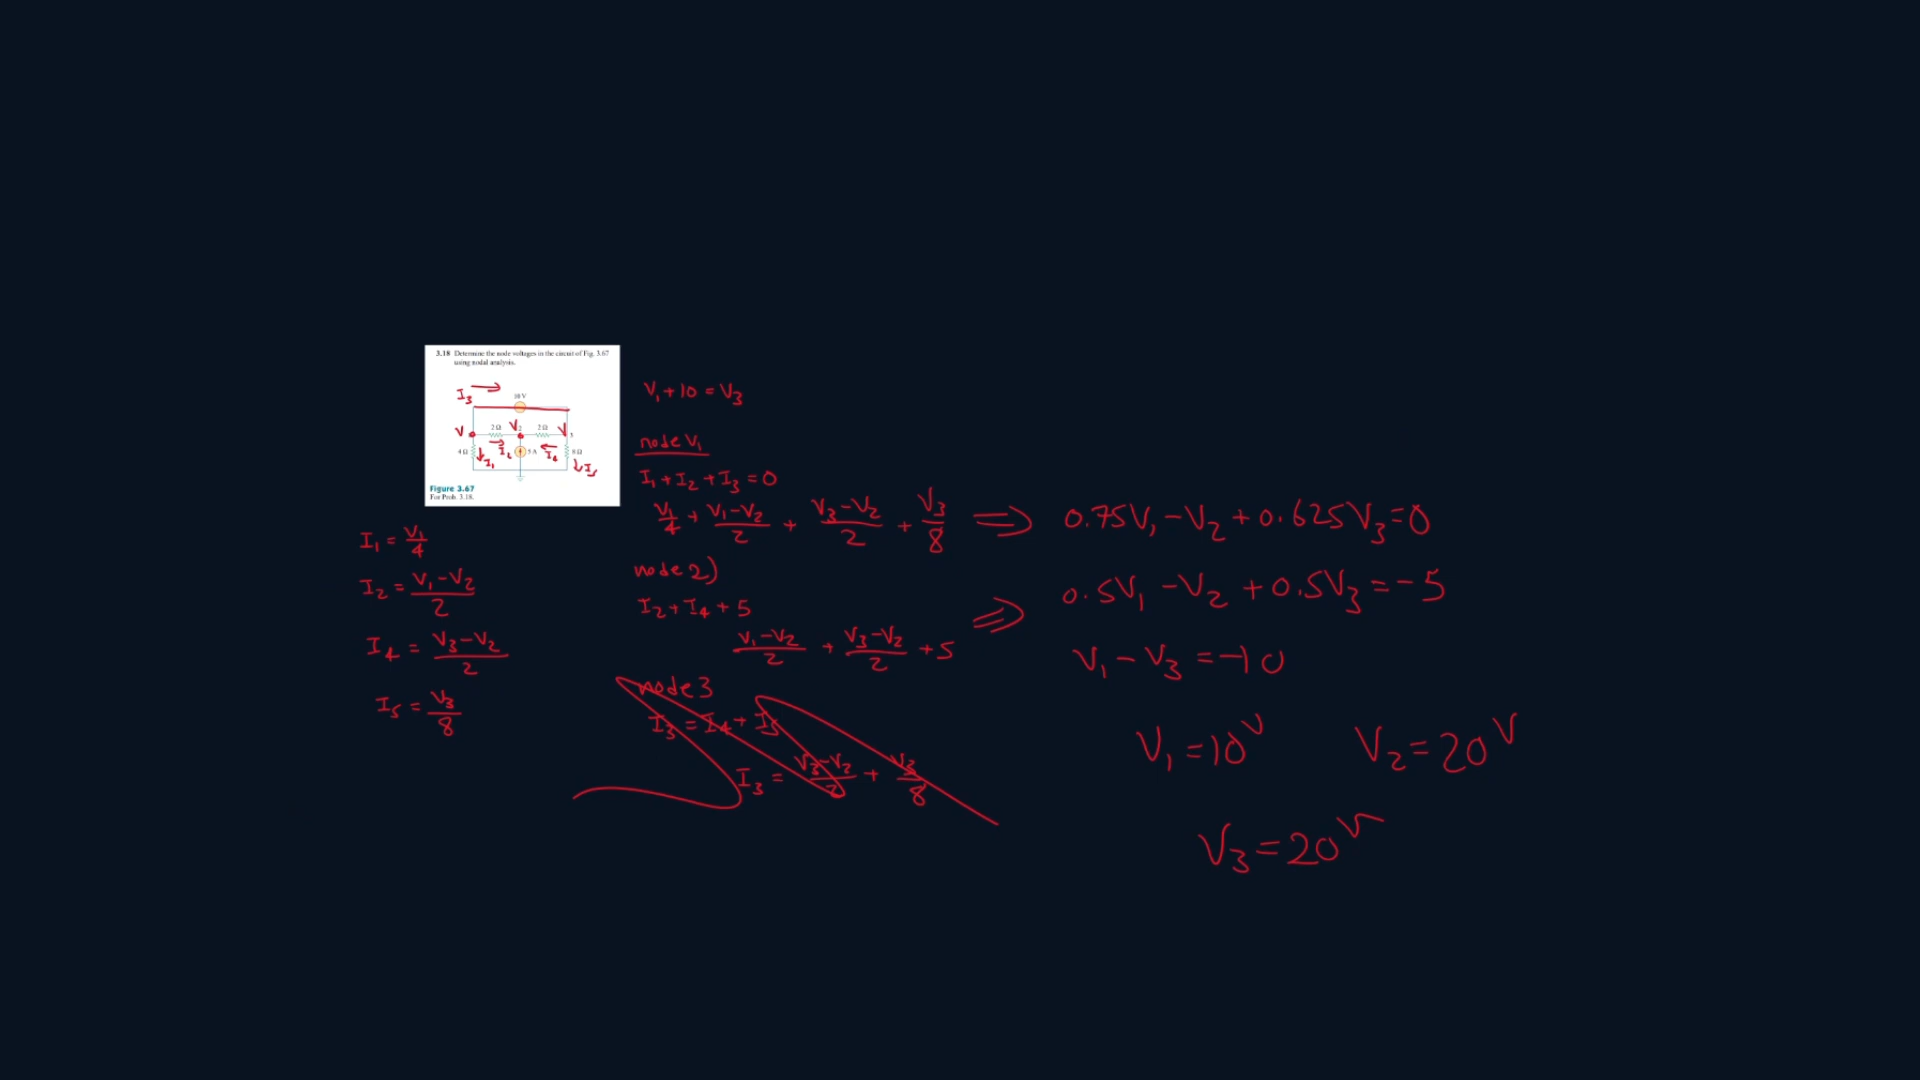 3.18 Determine the node voltages in the circuit of Fig. 3.67
using nodal analysis.
I₃
10 V
2 Ω V₂ 2 Ω
V V₃
4 Ω I₁ I₂ 5 A I₄ 8 Ω I₅
Figure 3.67
For Prob. 3.18.
I₁ = V₁/4
I₂ = (V₁-V₂)/2
I₄ = (V₃-V₂)/2
I₅ = V₃/8
V₁+10 = V₃
node V₁
I₁+I₂+I₃=0
V₁/4 + (V₁-V₂)/2 + (V₃-V₂)/2 + V₃/8 ⇒ 0.75V₁-V₂+0.625V₃=0
node 2)
I₂+I₄+5
(V₁-V₂)/2 + (V₃-V₂)/2 +5 ⇒ 0.5V₁-V₂+0.5V₃=-5
node 3
I₃=I₄+I₅
I₃ = (V₃-V₂)/2 + V₃/8
V₁-V₃=-10
V₁=10ᵛ V₂=20ᵛ
V₃=20ᵛ